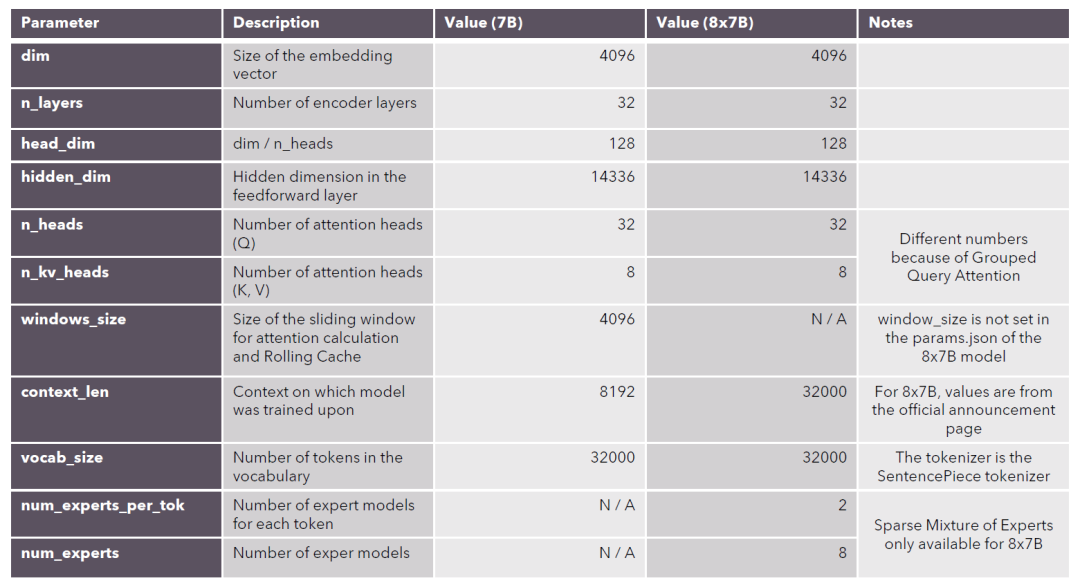 Parameter Description Value (7B) Value (8x7B) Notes
dim Size of the embedding 4096 4096
vector
n_layers Number of encoder layers 32 32
head_dim dim / n_heads 128 128
hidden_dim Hidden dimension in the 14336 14336
feedforward layer
n_heads Number of attention heads 32 32
(Q)
Different numbers
because of Grouped
Query Attention
n_kv_heads Number of attention heads 8 8
(K, V)
windows_size Size of the sliding window 4096 N / A window_size is not set in
for attention calculation the params.json of the
and Rolling Cache 8x7B model
context_len Context on which model 8192 32000 For 8x7B, values are from
was trained upon the official announcement
page
vocab_size Number of tokens in the 32000 32000 The tokenizer is the
vocabulary SentencePiece tokenizer
num_experts_per_tok Number of expert models N / A 2
for each token
Sparse Mixture of Experts
only available for 8x7B
num_experts Number of exper models N / A 8